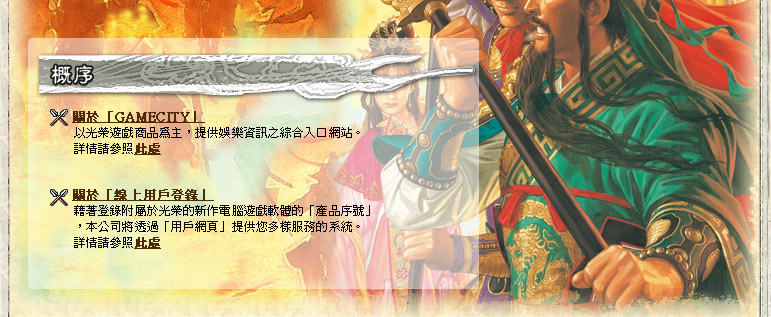 概序
關於「GAMECITY」
以光榮遊戲商品為主，提供娛樂資訊之綜合入口網站。
詳情請參照此處
關於「線上用戶登錄」
藉著登錄附屬於光榮的新作電腦遊戲軟體的「產品序號」
，本公司將透過「用戶網頁」提供您多樣服務的系統。
詳情請參照此處